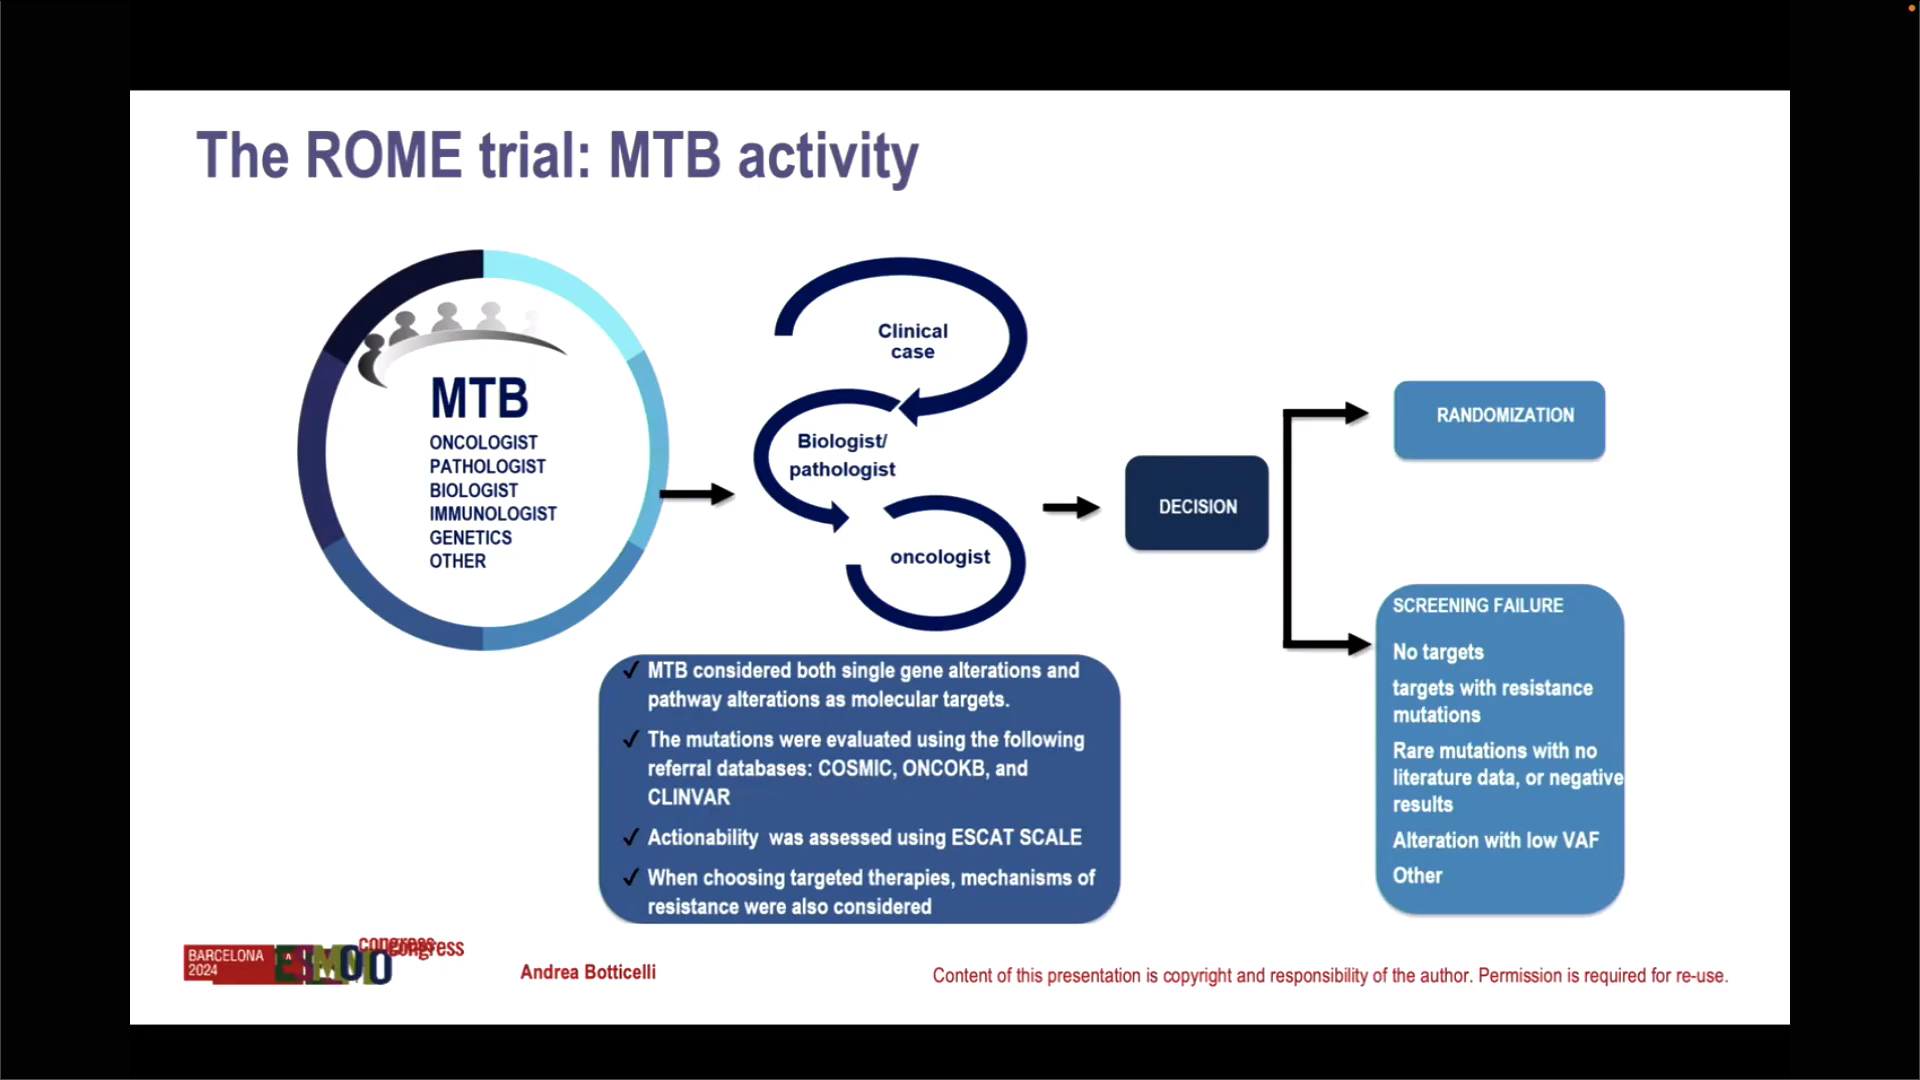 The ROME trial: MTB activity
MTB
ONCOLOGIST
PATHOLOGIST
BIOLOGIST
IMMUNOLOGIST
GENETICS
OTHER
Clinical
case
Biologist/
pathologist
oncologist
DECISION
RANDOMIZATION
SCREENING FAILURE
No targets
targets with resistance
mutations
Rare mutations with no
literature data, or negative
results
Alteration with low VAF
Other
✓ MTB considered both single gene alterations and
pathway alterations as molecular targets.
✓ The mutations were evaluated using the following
referral databases: COSMIC, ONCOKB, and
CLINVAR
✓ Actionability was assessed using ESCAT SCALE
✓ When choosing targeted therapies, mechanisms of
resistance were also considered
BARCELONA
2024
ESMO
congress
congress
Andrea Botticelli
Content of this presentation is copyright and responsibility of the author. Permission is required for re-use.